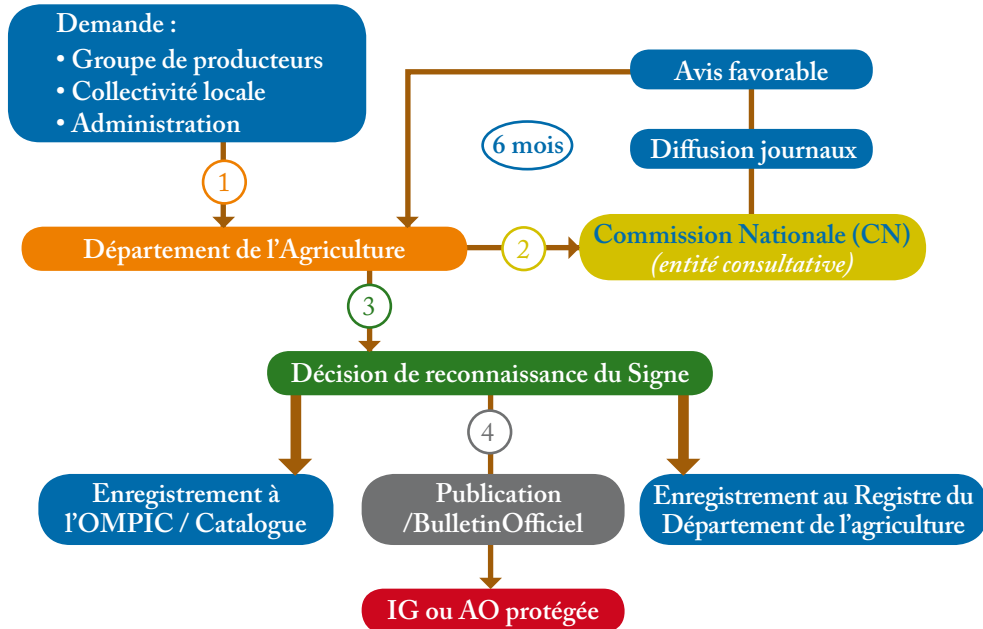 Demande :
• Groupe de producteurs
• Collectivité locale
• Administration
Avis favorable
6 mois
Diffusion journaux
1
Département de l'Agriculture
2
Commission Nationale (CN)
(entité consultative)
3
Décision de reconnaissance du Signe
4
Enregistrement à
l'OMPIC / Catalogue
Publication
/BulletinOfficiel
Enregistrement au Registre du
Département de l'agriculture
IG ou AO protégée